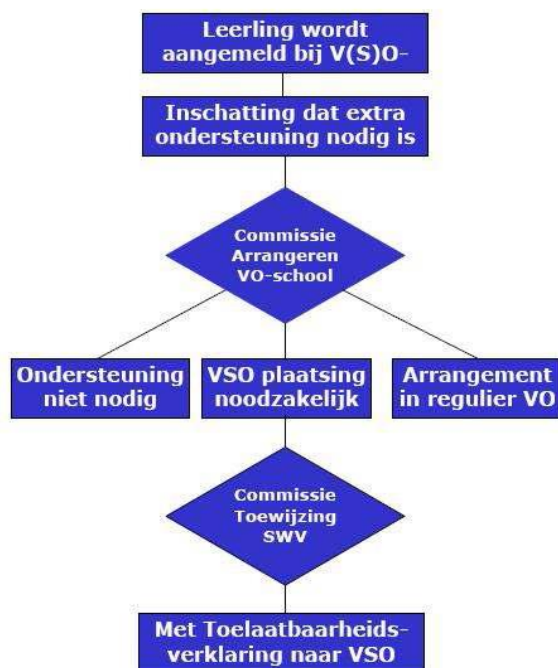 Leerling wordt
aangemeld bij V(S)O-
Inschatting dat extra
ondersteuning nodig is
Commissie
Arrangeren
VO-school
Ondersteuning
niet nodig
VSO plaatsing
noodzakelijk
Arrangement
in regulier VO
Commissie
Toewijzing
SWV
Met Toelaatbaarheids-
verklaring naar VSO